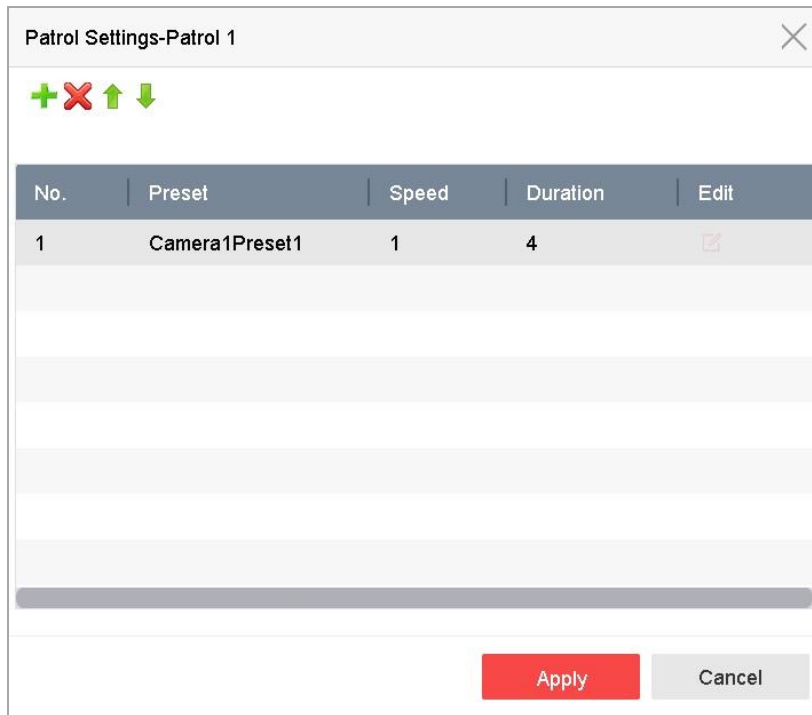 Patrol Settings-Patrol 1
No. Preset Speed Duration Edit
1 Camera1Preset1 1 4
Apply Cancel